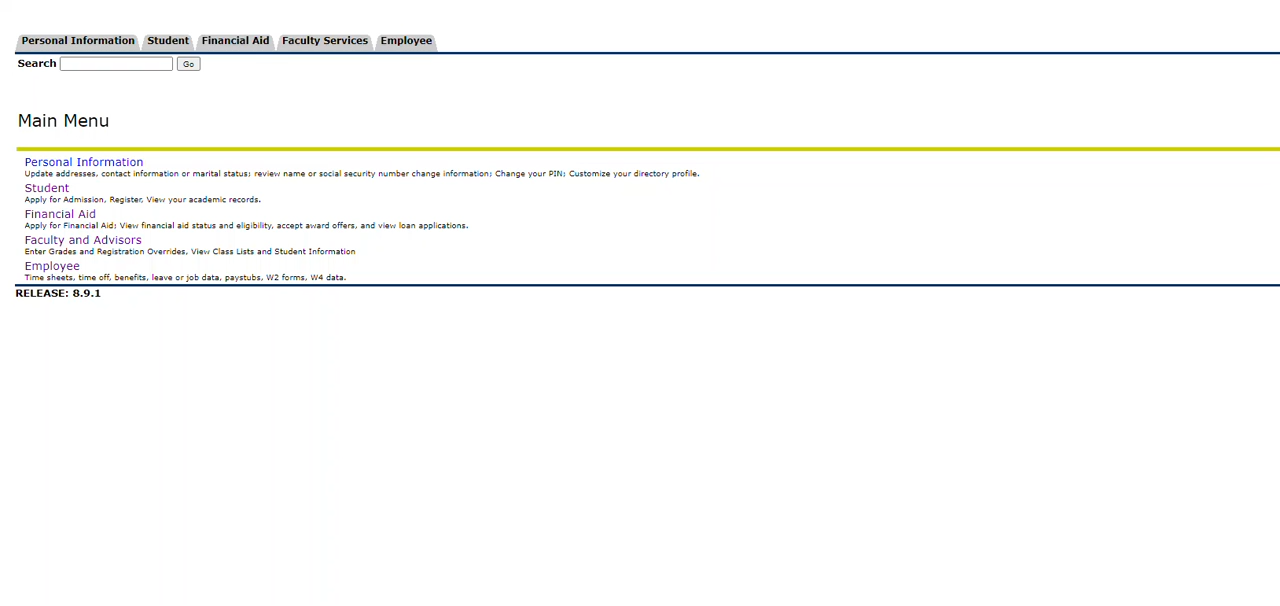 Personal Information Student Financial Aid Faculty Services Employee
Search Go
Main Menu
Personal Information
Update addresses, contact information or marital status; review name or social security number change information; Change your PIN; Customize your directory profile.
Student
Apply for Admission, Register, View your academic records.
Financial Aid
Apply for Financial Aid; View financial aid status and eligibility, accept award offers, and view loan applications.
Faculty and Advisors
Enter Grades and Registration Overrides, View Class Lists and Student Information
Employee
Time sheets, time off, benefits, leave or job data, paystubs, W2 forms, W4 data.
RELEASE: 8.9.1